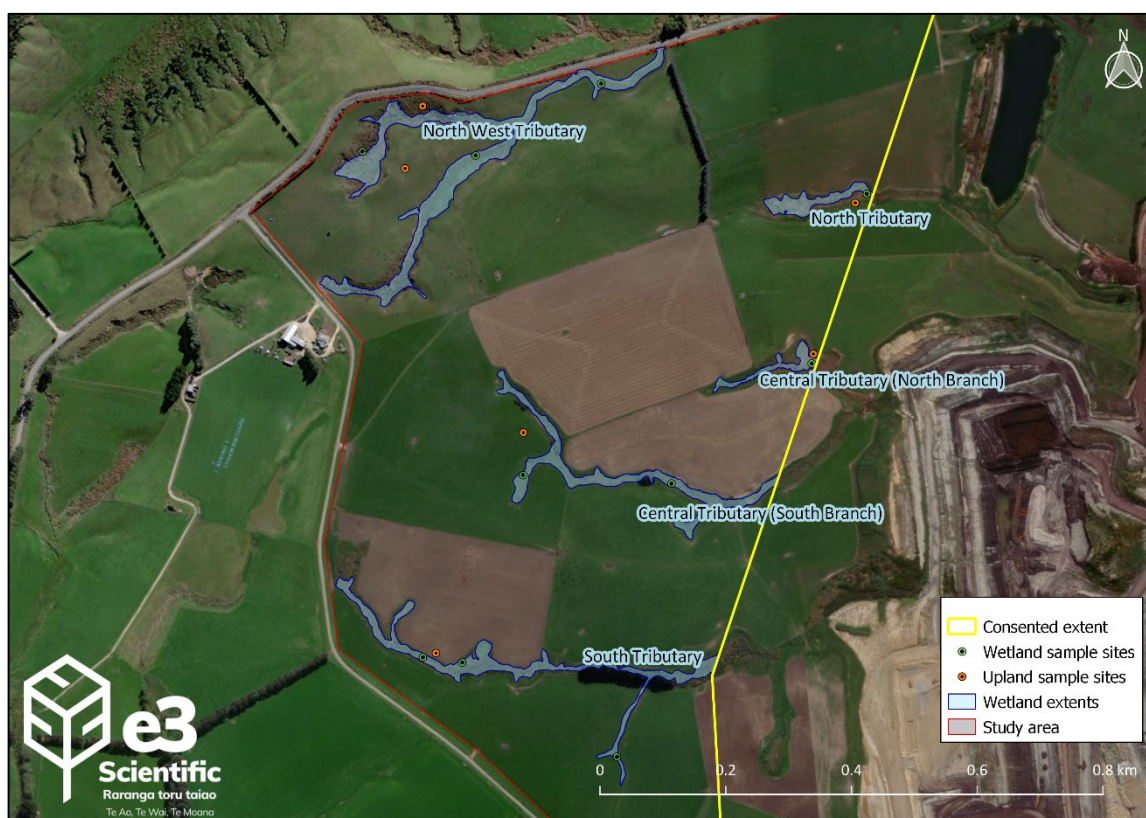 N
North West Tributary
North Tributary
Central Tributary (North Branch)
Central Tributary (South Branch)
South Tributary
Consented extent
Wetland sample sites
Upland sample sites
Wetland extents
Study area
0 0.2 0.4 0.6 0.8 km
e3
Scientific
Raranga toru taiao
Te Ao, Te Wai, Te Moana